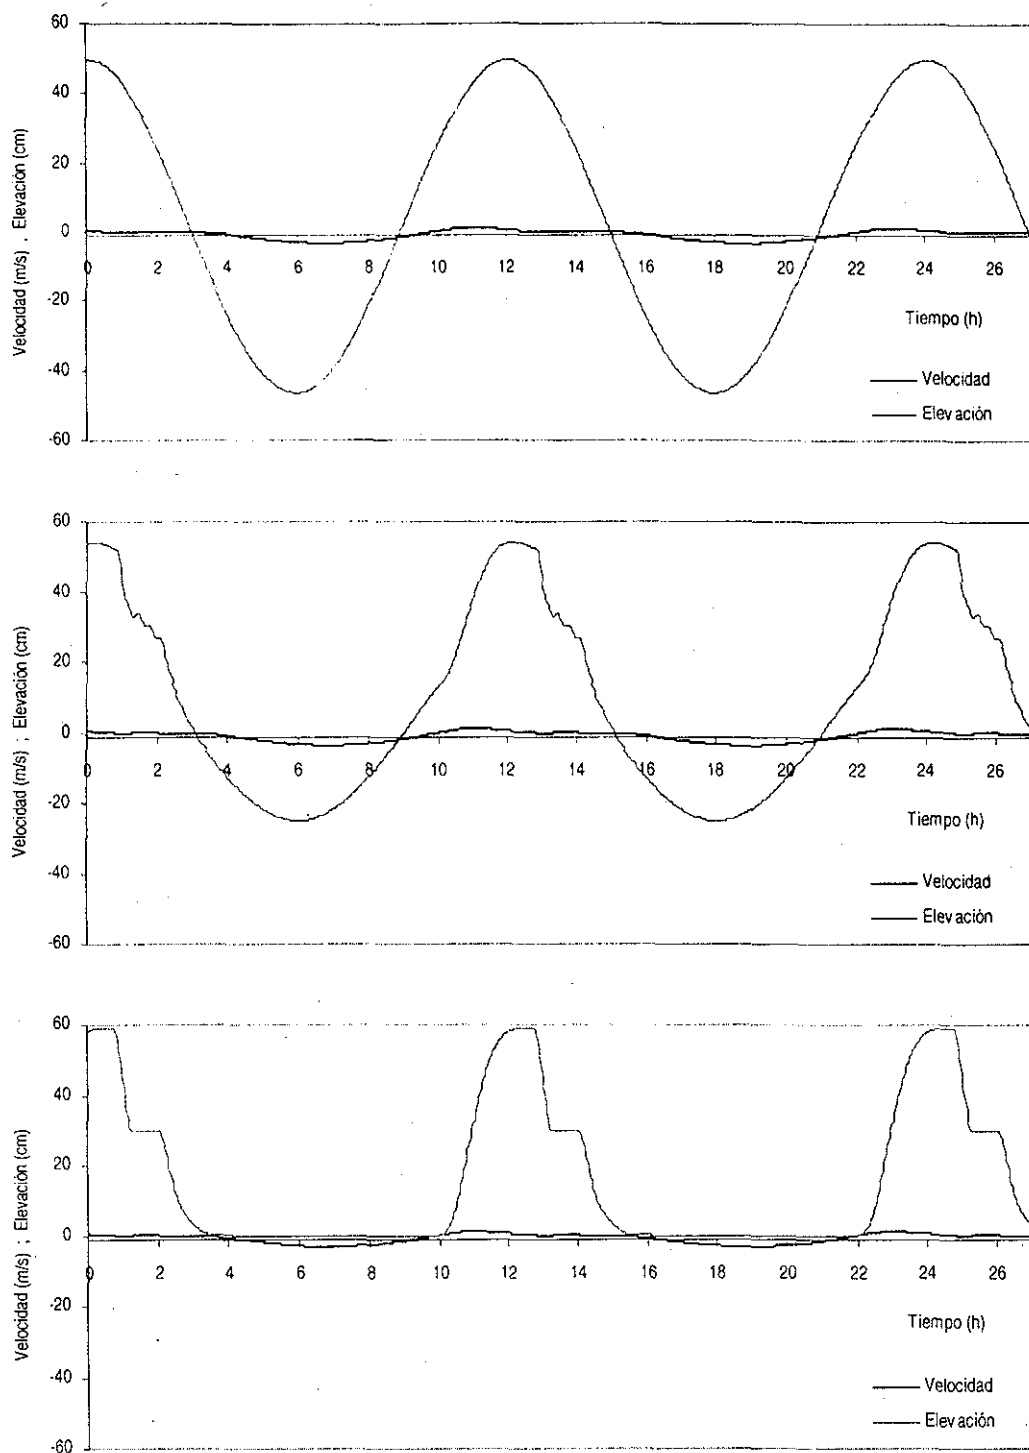 Velocidad (m/s) . Elevación (cm)
60
40
20
0
-20
-40
-60
0 2 4 6 8 10 12 14 16 18 20 22 24 26
Tiempo (h)
Velocidad
Elevación
Velocidad (m/s) ; Elevación (cm)
60
40
20
0
-20
-40
-60
0 2 4 6 8 10 12 14 16 18 20 22 24 26
Tiempo (h)
Velocidad
Elevación
Velocidad (m/s) ; Elevación (cm)
60
40
20
0
-20
-40
-60
0 2 4 6 8 10 12 14 16 18 20 22 24 26
Tiempo (h)
Velocidad
Elevación